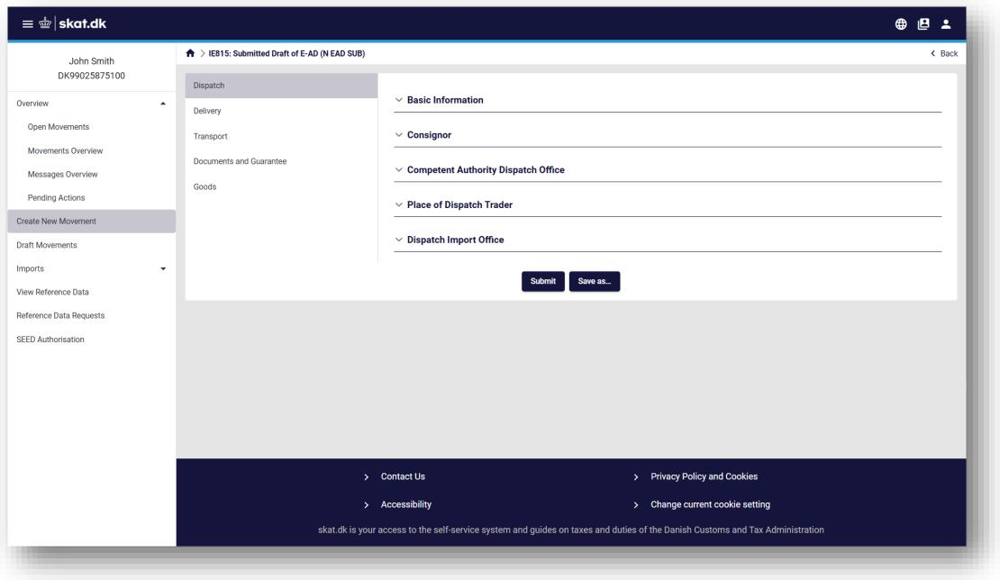 skat.dk
John Smith
DK99025875100
Overview
Open Movements
Movements Overview
Messages Overview
Pending Actions
Create New Movement
Draft Movements
Imports
View Reference Data
Reference Data Requests
SEED Authorisation
> IE815: Submitted Draft of E-AD (N EAD SUB)
Back
Dispatch
Delivery
Transport
Documents and Guarantee
Goods
Basic Information
Consignor
Competent Authority Dispatch Office
Place of Dispatch Trader
Dispatch Import Office
Submit
Save as...
Contact Us
Privacy Policy and Cookies
Accessibility
Change current cookie setting
skat.dk is your access to the self-service system and guides on taxes and duties of the Danish Customs and Tax Administration